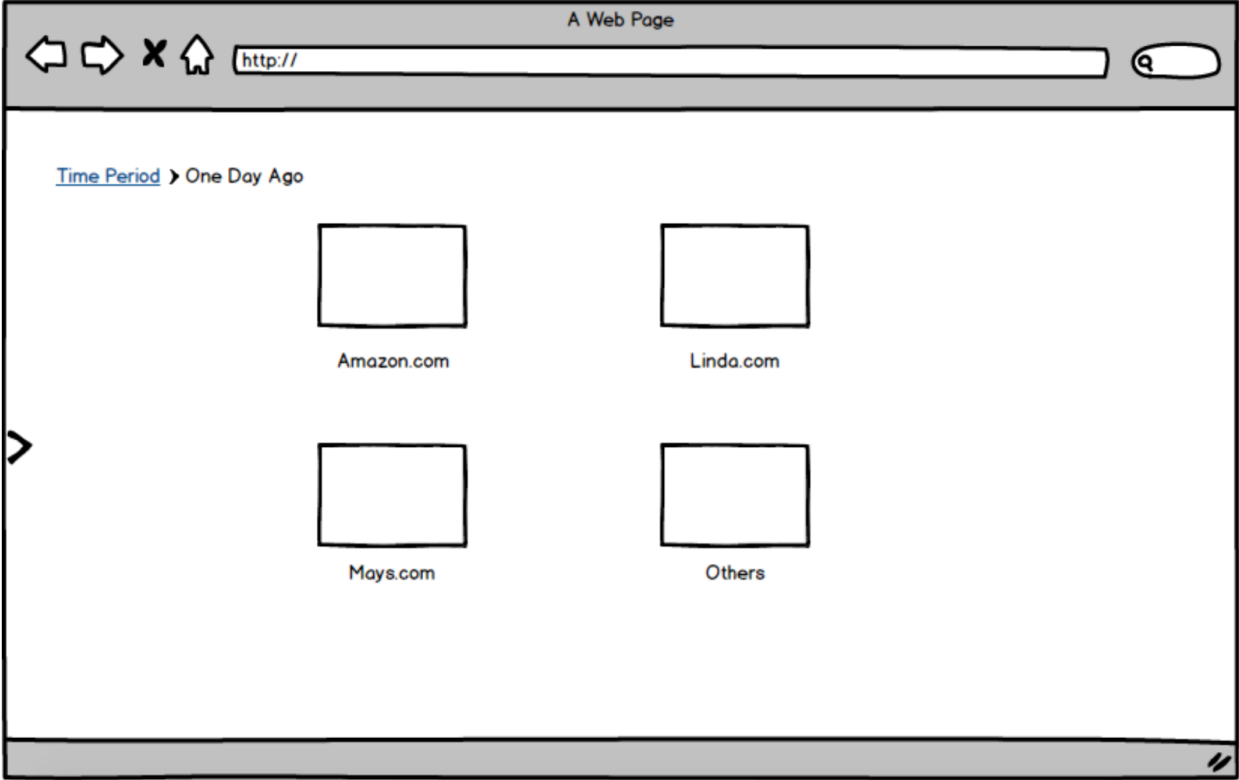 A Web Page
http://
Time Period > One Day Ago
Amazon.com
Linda.com
Mays.com
Others